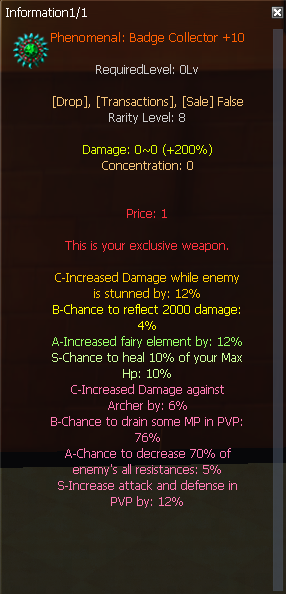 Information1/1
Phenomenal: Badge Collector +10
RequiredLevel: 0Lv
[Drop], [Transactions], [Sale] False
Rarity Level: 8
Damage: 0~0 (+200%)
Concentration: 0
Price: 1
This is your exclusive weapon.
C-Increased Damage while enemy
is stunned by: 12%
B-Chance to reflect 2000 damage:
4%
A-Increased fairy element by: 12%
S-Chance to heal 10% of your Max
Hp: 10%
C-Increased Damage against
Archer by: 6%
B-Chance to drain some MP in PVP:
76%
A-Chance to decrease 70% of
enemy's all resistances: 5%
S-Increase attack and defense in
PVP by: 12%